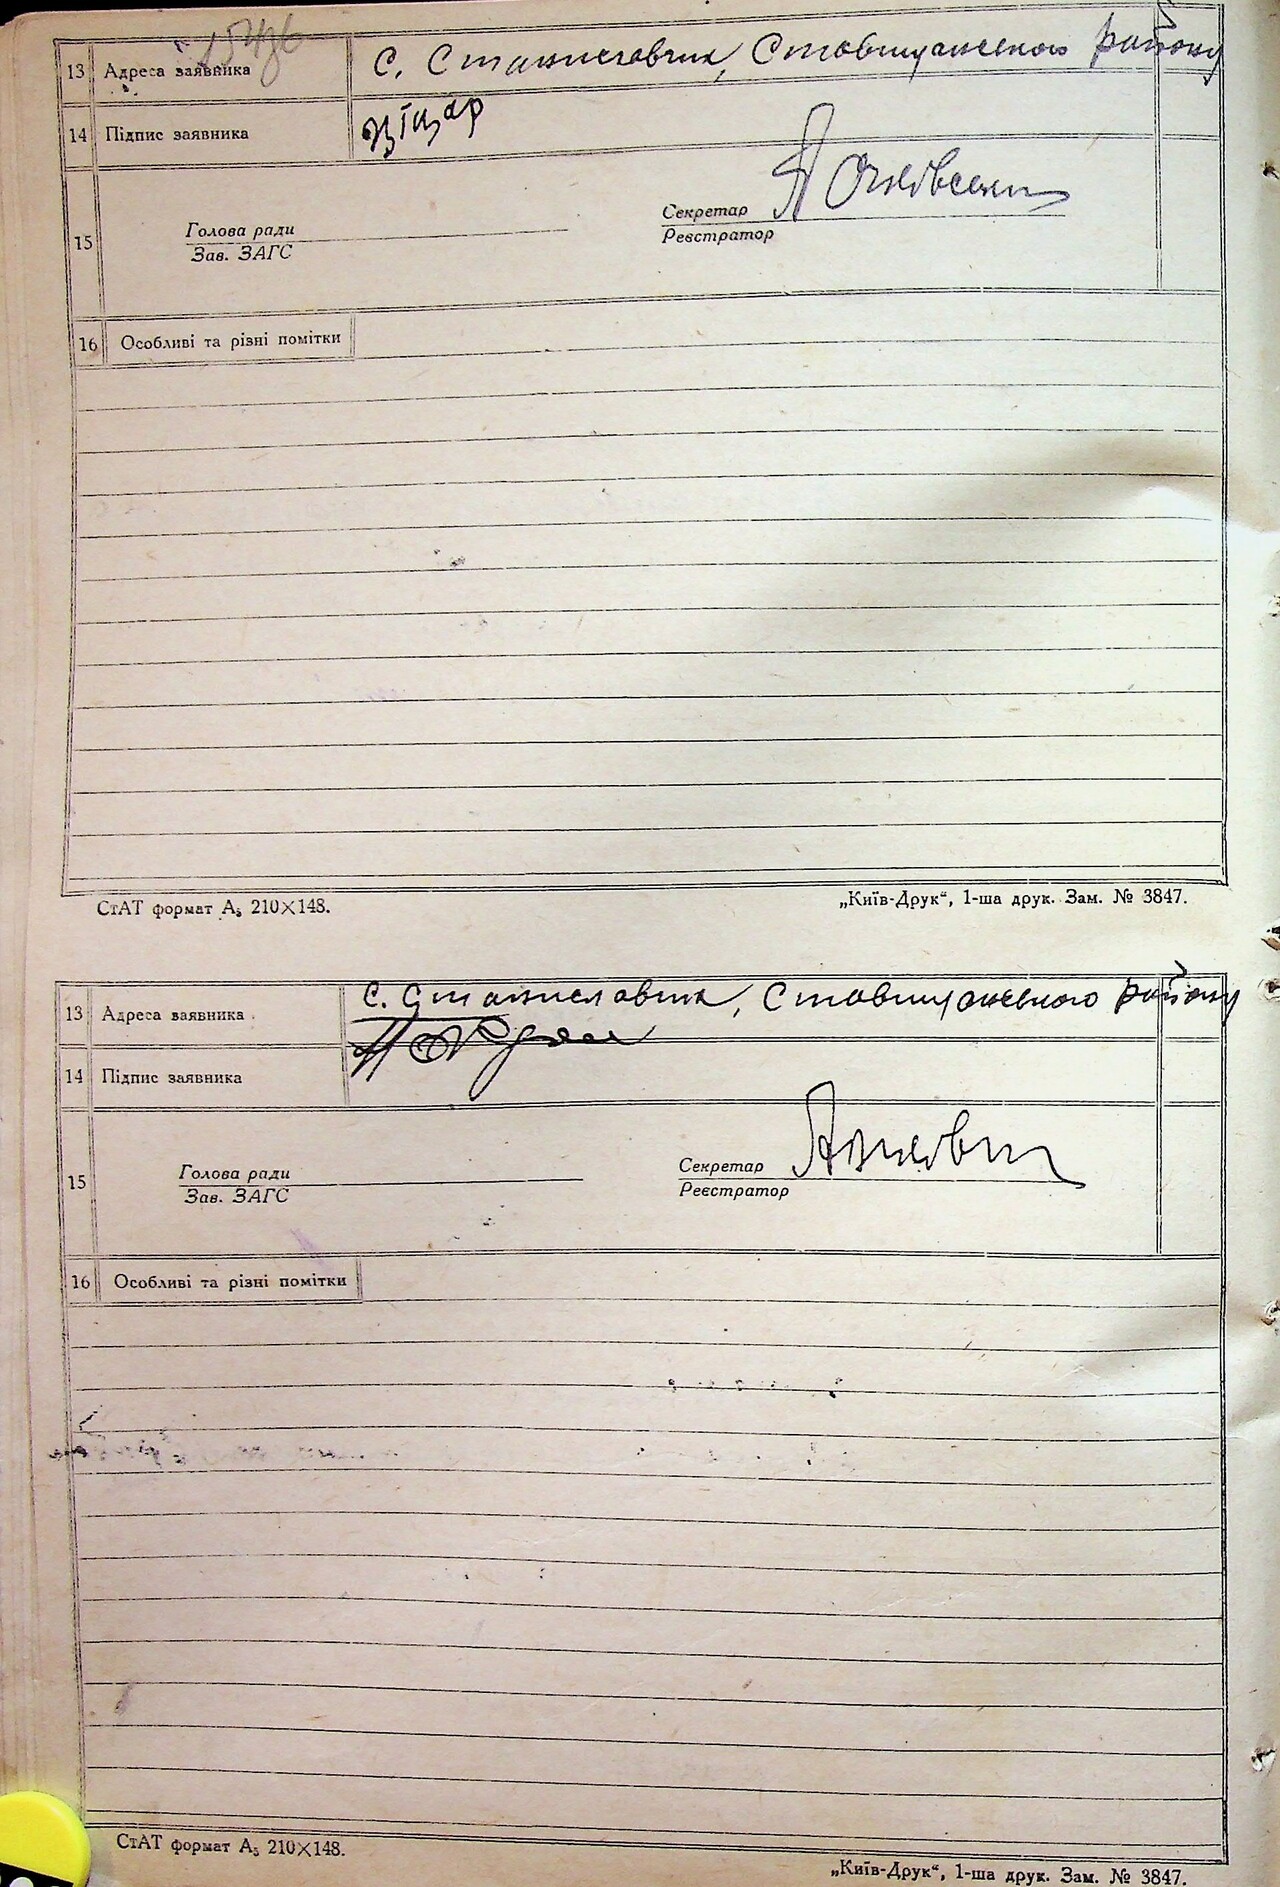 13 Адреса заявника с. Станиславчик, Ставищанського району
14 Підпис заявника
15 Голова ради
Зав. ЗАГС
Секретар
Реєстратор
16 Особливі та різні помітки
СтАТ формат А₅ 210×148.
„Київ-Друк“, 1-ша друк. Зам. № 3847.
13 Адреса заявника с. Станиславчик, Ставищанського району
14 Підпис заявника
15 Голова ради
Зав. ЗАГС
Секретар
Реєстратор
16 Особливі та різні помітки
СтАТ формат А₅ 210×148.
„Київ-Друк“, 1-ша друк. Зам. № 3847.